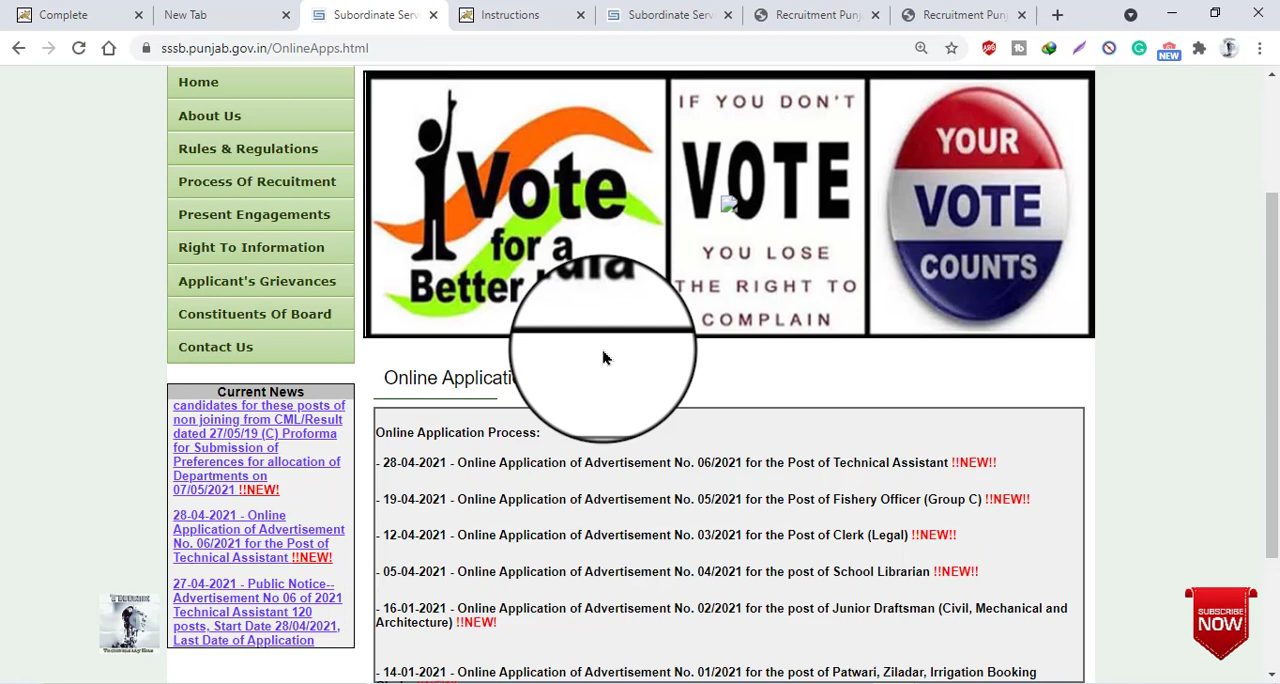 Complete
New Tab
Subordinate Serv
Instructions
Subordinate Serv
Recruitment Punj
Recruitment Punj
sssb.punjab.gov.in/OnlineApps.html
NEW
Home
About Us
Rules & Regulations
Process Of Recuitment
Present Engagements
Right To Information
Applicant's Grievances
Constituents Of Board
Contact Us
Vote
for a
Better
IF YOU DON'T
VOTE
YOU LOSE
THE RIGHT TO
COMPLAIN
YOUR
VOTE
COUNTS
Current News
candidates for these posts of
non joining from CML/Result
dated 27/05/19 (C) Proforma
for Submission of
Preferences for allocation of
Departments on
07/05/2021 !!NEW!
28-04-2021 - Online
Application of Advertisement
No. 06/2021 for the Post of
Technical Assistant !!NEW!
27-04-2021 - Public Notice--
Advertisement No 06 of 2021
Technical Assistant 120
posts, Start Date 28/04/2021,
Last Date of Application
Online Applicati
Online Application Process:
- 28-04-2021 - Online Application of Advertisement No. 06/2021 for the Post of Technical Assistant !!NEW!!
- 19-04-2021 - Online Application of Advertisement No. 05/2021 for the Post of Fishery Officer (Group C) !!NEW!!
- 12-04-2021 - Online Application of Advertisement No. 03/2021 for the Post of Clerk (Legal) !!NEW!!
- 05-04-2021 - Online Application of Advertisement No. 04/2021 for the post of School Librarian !!NEW!!
- 16-01-2021 - Online Application of Advertisement No. 02/2021 for the post of Junior Draftsman (Civil, Mechanical and
Architecture) !!NEW!
- 14-01-2021 - Online Application of Advertisement No. 01/2021 for the post of Patwari, Ziladar, Irrigation Booking
SUBSCRIBE
NOW